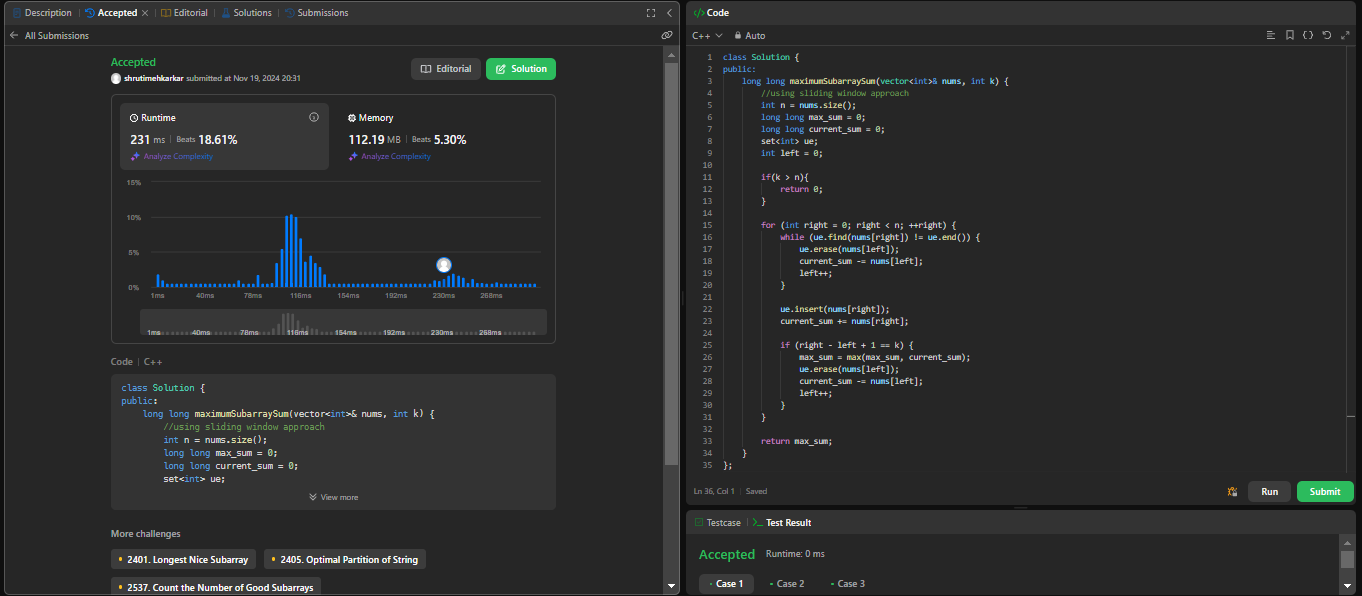 Description | Accepted × | Editorial | Solutions | Submissions
← All Submissions
Accepted
shrutimehkarkar submitted at Nov 19, 2024 20:31
Editorial
Solution
Runtime
231 ms | Beats 18.61%
Analyze Complexity
Memory
112.19 MB | Beats 5.30%
Analyze Complexity
15%
10%
5%
0%
1ms 40ms 78ms 116ms 154ms 192ms 230ms 268ms
1ms 40ms 78ms 116ms 154ms 192ms 230ms 268ms
Code | C++
class Solution {
public:
    long long maximumSubarraySum(vector<int>& nums, int k) {
        //using sliding window approach
        int n = nums.size();
        long long max_sum = 0;
        long long current_sum = 0;
        set<int> ue;
View more
More challenges
2401. Longest Nice Subarray
2405. Optimal Partition of String
2537. Count the Number of Good Subarrays
</> Code
C++ Auto
1 class Solution {
2 public:
3     long long maximumSubarraySum(vector<int>& nums, int k) {
4         //using sliding window approach
5         int n = nums.size();
6         long long max_sum = 0;
7         long long current_sum = 0;
8         set<int> ue;
9         int left = 0;
10
11         if(k > n){
12             return 0;
13         }
14
15         for (int right = 0; right < n; ++right) {
16             while (ue.find(nums[right]) != ue.end()) {
17                 ue.erase(nums[left]);
18                 current_sum -= nums[left];
19                 left++;
20             }
21
22             ue.insert(nums[right]);
23             current_sum += nums[right];
24
25             if (right - left + 1 == k) {
26                 max_sum = max(max_sum, current_sum);
27                 ue.erase(nums[left]);
28                 current_sum -= nums[left];
29                 left++;
30             }
31         }
32
33         return max_sum;
34     }
35 };
Ln 36, Col 1 | Saved
Run
Submit
Testcase | >_ Test Result
Accepted Runtime: 0 ms
• Case 1 • Case 2 • Case 3